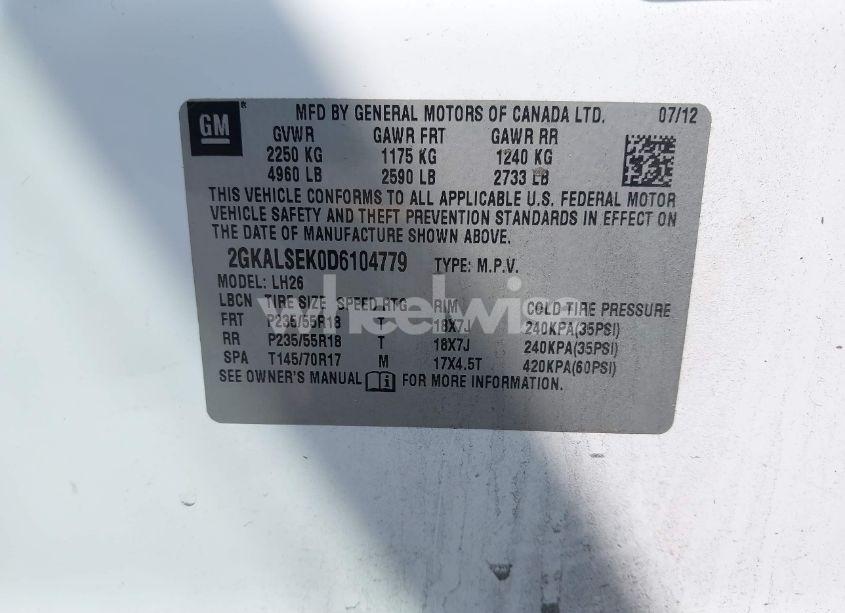 GM ® MFD BY GENERAL MOTORS OF CANADA LTD. 07/12
GVWR GAWR FRT GAWR RR
2250 KG 1175 KG 1240 KG
4960 LB 2590 LB 2733 LB
THIS VEHICLE CONFORMS TO ALL APPLICABLE U.S. FEDERAL MOTOR
VEHICLE SAFETY AND THEFT PREVENTION STANDARDS IN EFFECT ON
THE DATE OF MANUFACTURE SHOWN ABOVE.
2GKALSEK0D6104779 TYPE: M.P.V.
MODEL: LH26
LBCN TIRE SIZE SPEED RTG RIM COLD TIRE PRESSURE
FRT P235/55R18 T 18X7J 240KPA(35PSI)
RR P235/55R18 T 18X7J 240KPA(35PSI)
SPA T145/70R17 M 17X4.5T 420KPA(60PSI)
SEE OWNER'S MANUAL FOR MORE INFORMATION.
wheelwise